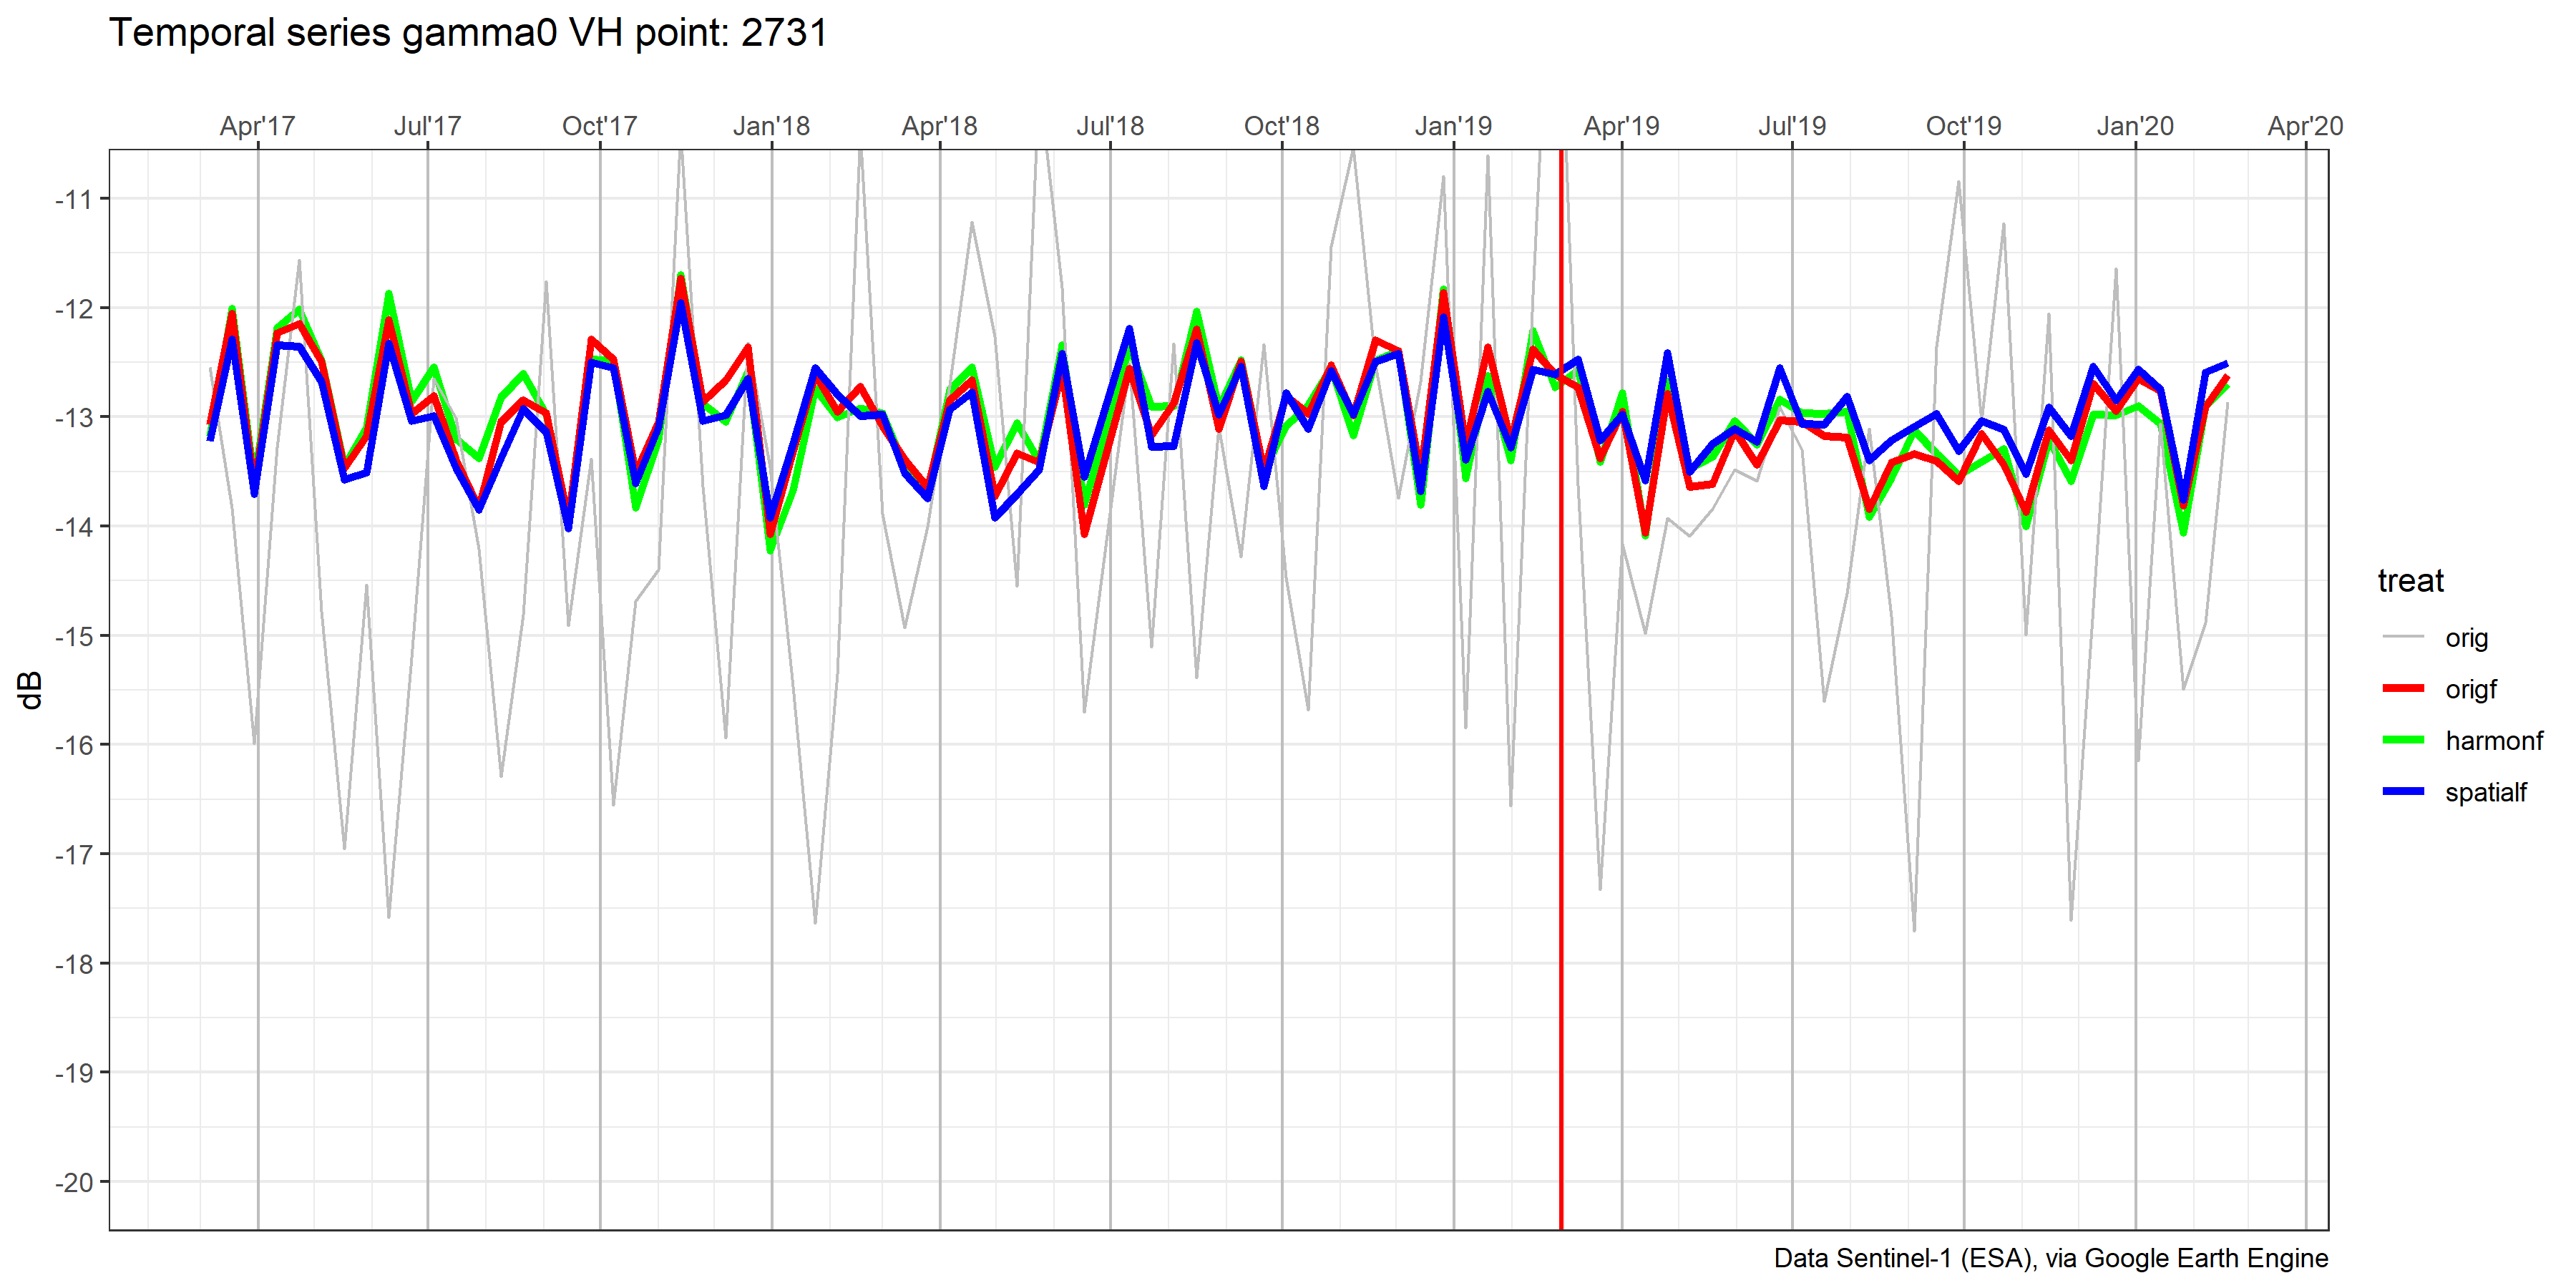 Temporal series gamma0 VH point: 2731
Apr'17 Jul'17 Oct'17 Jan'18 Apr'18 Jul'18 Oct'18 Jan'19 Apr'19 Jul'19 Oct'19 Jan'20 Apr'20
-11
-12
-13
-14
-15
-16
-17
-18
-19
-20
dB
treat
orig
origf
harmonf
spatialf
Data Sentinel-1 (ESA), via Google Earth Engine